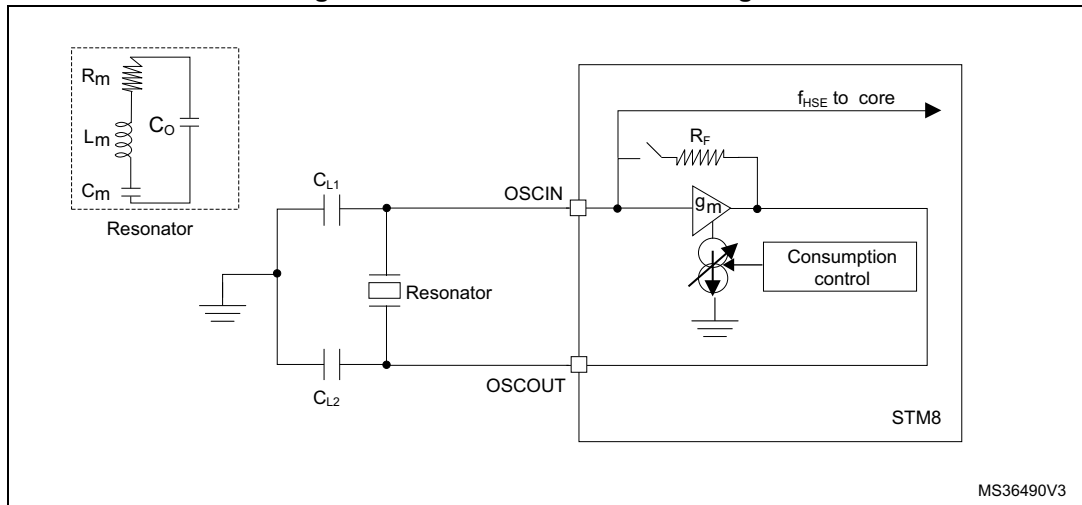 Rm
Lm
CO
Cm
Resonator
CL1
CL2
Resonator
OSCIN
OSCOUT
fHSE to core
RF
gm
Consumption
control
STM8
MS36490V3